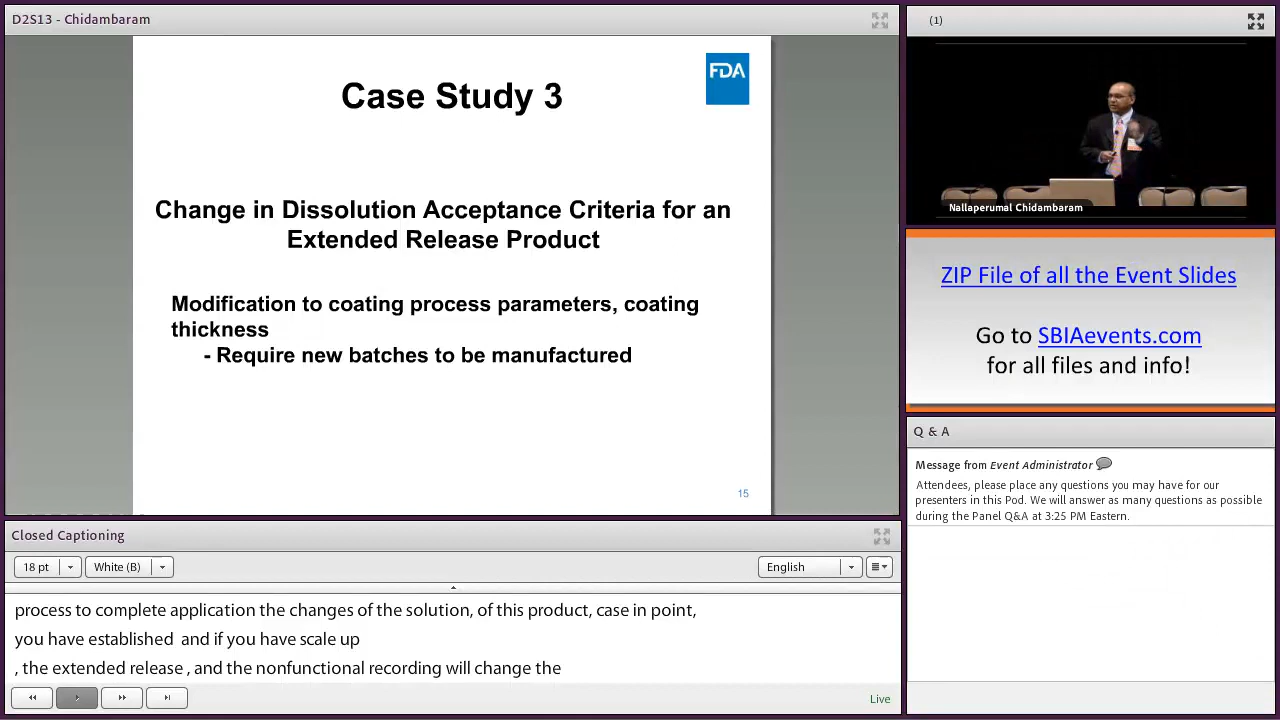 D2S13 - Chidambaram
FDA
Case Study 3
Change in Dissolution Acceptance Criteria for an
Extended Release Product
Modification to coating process parameters, coating
thickness
- Require new batches to be manufactured
15
(1)
Nallaperumal Chidambaram
ZIP File of all the Event Slides
Go to SBIAevents.com
for all files and info!
Q & A
Message from Event Administrator
Attendees, please place any questions you may have for our
presenters in this Pod. We will answer as many questions as possible
during the Panel Q&A at 3:25 PM Eastern.
Closed Captioning
18 pt White (B) English
process to complete application the changes of the solution, of this product, case in point,
you have established and if you have scale up
, the extended release , and the nonfunctional recording will change the
Live